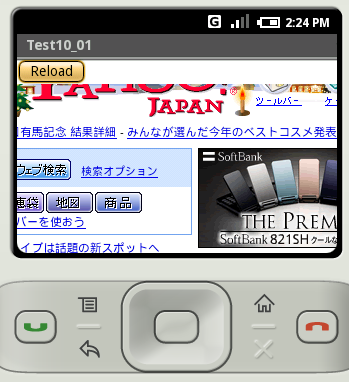 G 2:24 PM
Test10_01
Reload
YAHOO!
JAPAN
ツールバー
有馬記念 結果詳細 - みんなが選んだ今年のベストコスメ発表
ウェブ検索 検索オプション
恵袋 地図 商品
バーを使おう
イブは話題の新スポットへ
SoftBank
THE PREM
SoftBank 821SH クールな